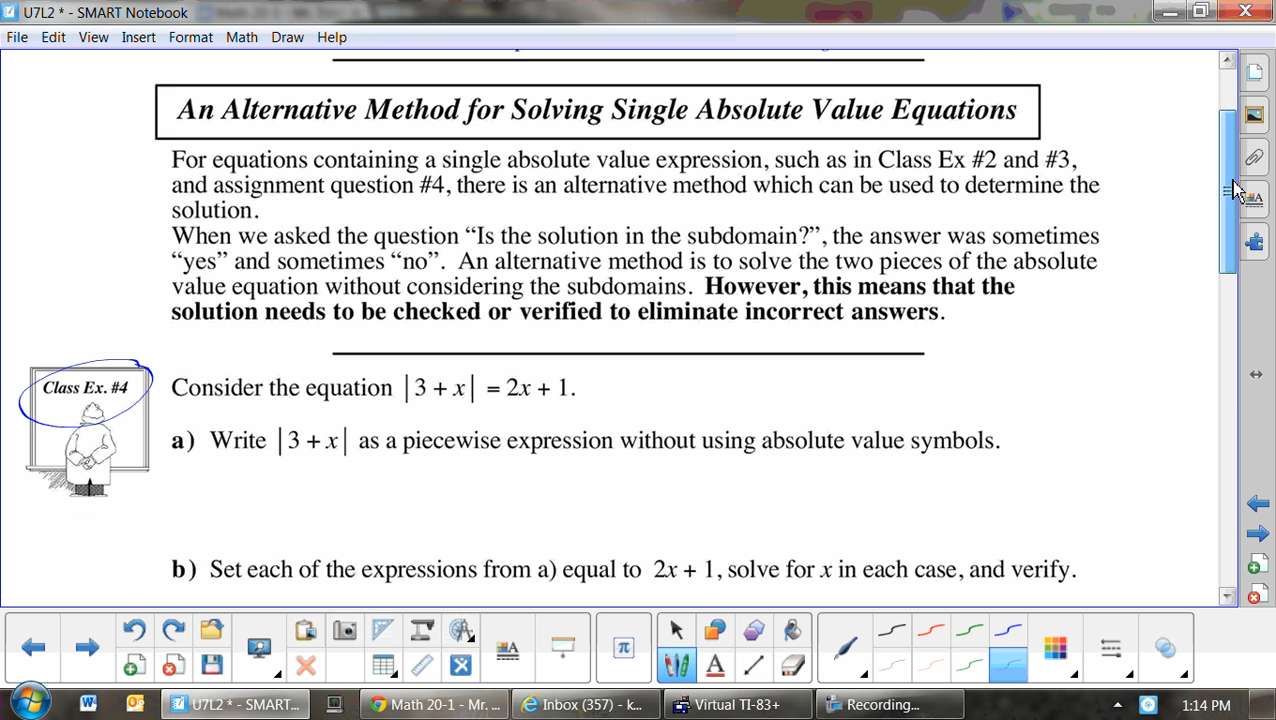 U7L2 * - SMART Notebook
File Edit View Insert Format Math Draw Help
An Alternative Method for Solving Single Absolute Value Equations
For equations containing a single absolute value expression, such as in Class Ex #2 and #3,
and assignment question #4, there is an alternative method which can be used to determine the
solution.
When we asked the question “Is the solution in the subdomain?”, the answer was sometimes
“yes” and sometimes “no”. An alternative method is to solve the two pieces of the absolute
value equation without considering the subdomains. However, this means that the
solution needs to be checked or verified to eliminate incorrect answers.
Class Ex. #4
Consider the equation |3 + x| = 2x + 1.
a) Write |3 + x| as a piecewise expression without using absolute value symbols.
b) Set each of the expressions from a) equal to 2x + 1, solve for x in each case, and verify.
U7L2 * - SMART... Math 20-1 - Mr. ... Inbox (357) - k... Virtual TI-83+ Recording... 1:14 PM